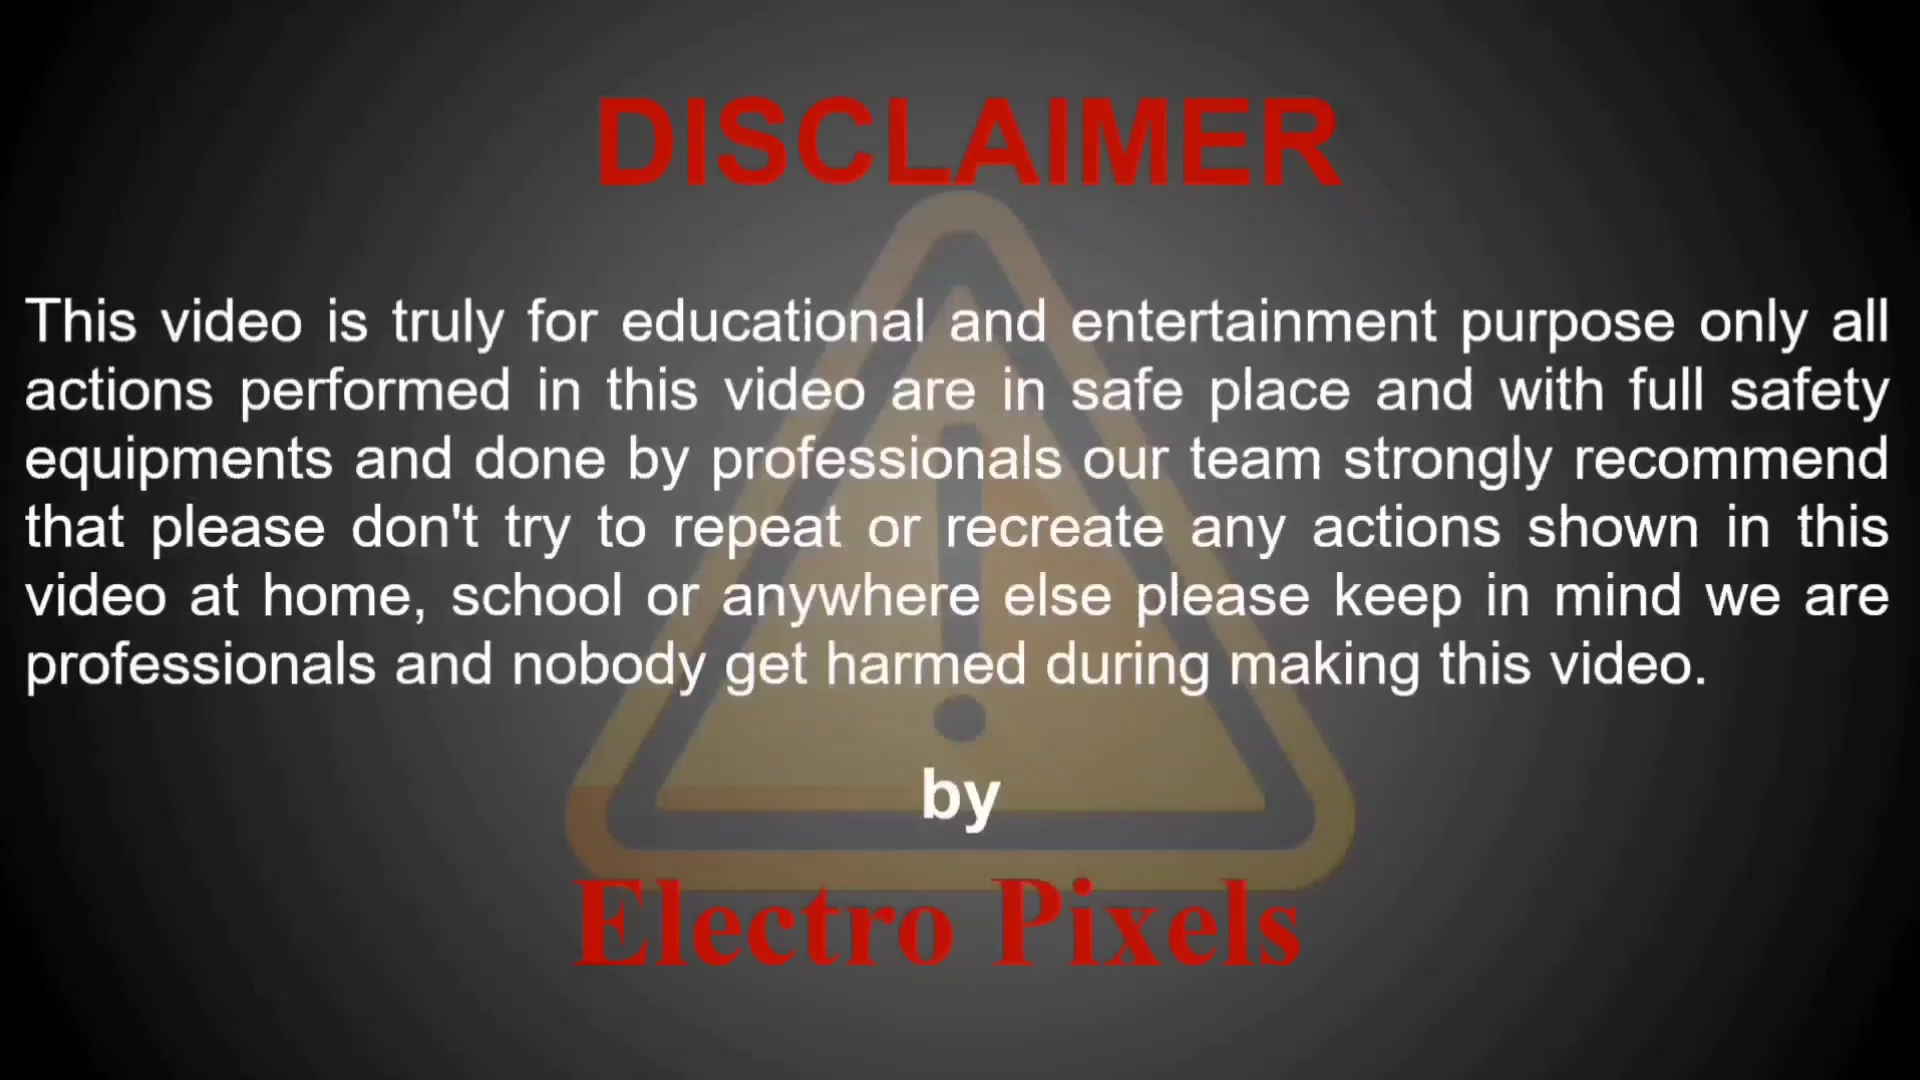 DISCLAIMER
This video is truly for educational and entertainment purpose only all
actions performed in this video are in safe place and with full safety
equipments and done by professionals our team strongly recommend
that please don't try to repeat or recreate any actions shown in this
video at home, school or anywhere else please keep in mind we are
professionals and nobody get harmed during making this video.
by
Electro Pixels